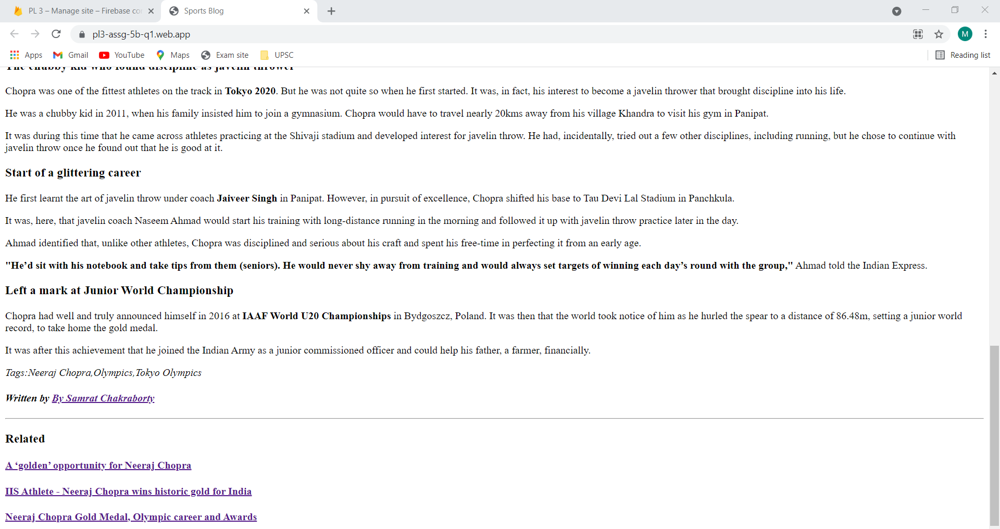 PL 3 – Manage site – Firebase co
Sports Blog
pl3-assg-5b-q1.web.app
M
Apps
Gmail
YouTube
Maps
Exam site
UPSC
Reading list
The chubby kid who found discipline as javelin thrower
Chopra was one of the fittest athletes on the track in Tokyo 2020. But he was not quite so when he first started. It was, in fact, his interest to become a javelin thrower that brought discipline into his life.
He was a chubby kid in 2011, when his family insisted him to join a gymnasium. Chopra would have to travel nearly 20kms away from his village Khandra to visit his gym in Panipat.
It was during this time that he came across athletes practicing at the Shivaji stadium and developed interest for javelin throw. He had, incidentally, tried out a few other disciplines, including running, but he chose to continue with
javelin throw once he found out that he is good at it.
Start of a glittering career
He first learnt the art of javelin throw under coach Jaiveer Singh in Panipat. However, in pursuit of excellence, Chopra shifted his base to Tau Devi Lal Stadium in Panchkula.
It was, here, that javelin coach Naseem Ahmad would start his training with long-distance running in the morning and followed it up with javelin throw practice later in the day.
Ahmad identified that, unlike other athletes, Chopra was disciplined and serious about his craft and spent his free-time in perfecting it from an early age.
"He’d sit with his notebook and take tips from them (seniors). He would never shy away from training and would always set targets of winning each day’s round with the group," Ahmad told the Indian Express.
Left a mark at Junior World Championship
Chopra had well and truly announced himself in 2016 at IAAF World U20 Championships in Bydgoszcz, Poland. It was then that the world took notice of him as he hurled the spear to a distance of 86.48m, setting a junior world
record, to take home the gold medal.
It was after this achievement that he joined the Indian Army as a junior commissioned officer and could help his father, a farmer, financially.
Tags:Neeraj Chopra,Olympics,Tokyo Olympics
Written by By Samrat Chakraborty
Related
A ‘golden’ opportunity for Neeraj Chopra
IIS Athlete - Neeraj Chopra wins historic gold for India
Neeraj Chopra Gold Medal, Olympic career and Awards